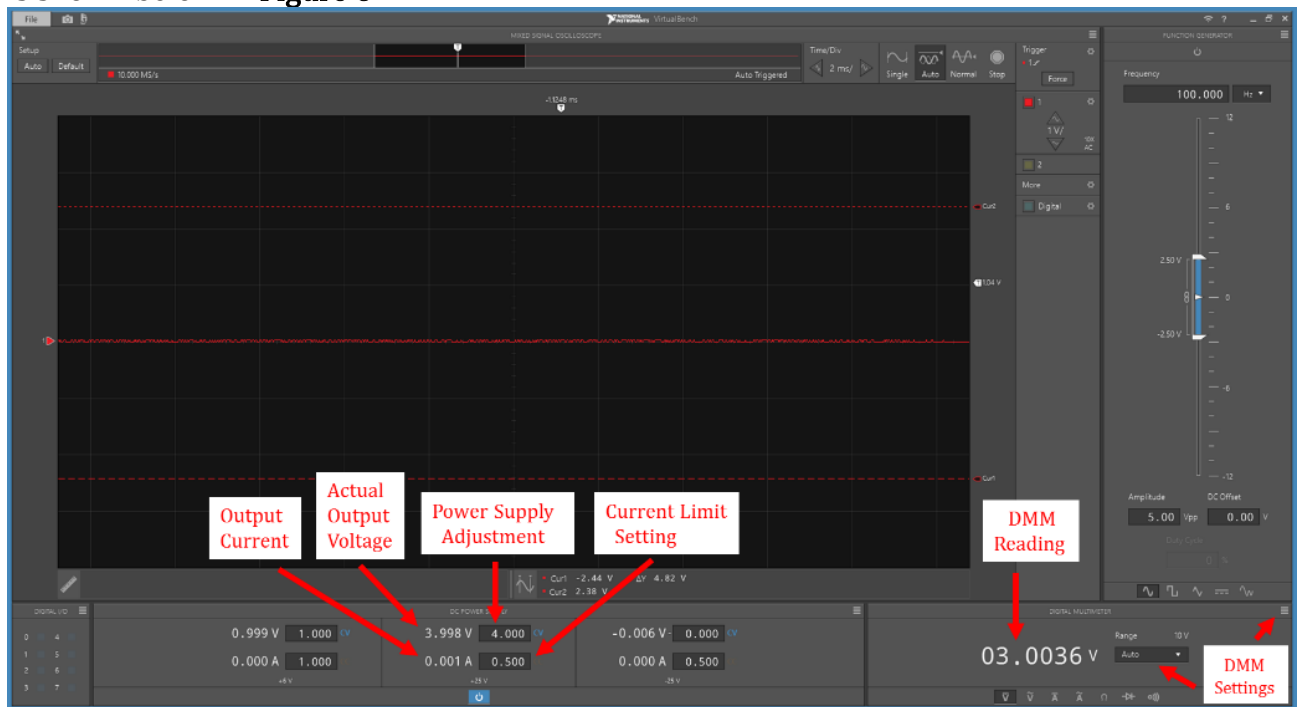 File
NATIONAL INSTRUMENTS VirtualBench
?
MIXED SIGNAL OSCILLOSCOPE
FUNCTION GENERATOR
Setup
Auto Default
10.000 MS/s
Auto Triggered
Time/Div
2 ms/
Single Auto Normal Stop
Trigger
1
Force
1
1 V/
10X
AC
2
More
Digital
Frequency
100.000 Hz
12
6
0
-6
-12
2.50 V
-2.50 V
Amplitude DC Offset
5.00 Vpp 0.00 V
Duty Cycle
0 %
-1.1248 ms
T
Cur2
T 1.04 V
1
Cur1
Output
Current
Actual
Output
Voltage
Power Supply
Adjustment
Current Limit
Setting
DMM
Reading
Cur1 -2.44 V ΔY 4.82 V
Cur2 2.38 V
DIGITAL I/O
0 4
1 5
2 6
3 7
DC POWER SUPPLY
0.999 V 1.000 CV
0.000 A 1.000
+6 V
3.998 V 4.000 CV
0.001 A 0.500
-0.006 V 0.000 CV
0.000 A 0.500
-25 V
DIGITAL MULTIMETER
03.0036 V
Range 10 V
Auto
DMM
Settings